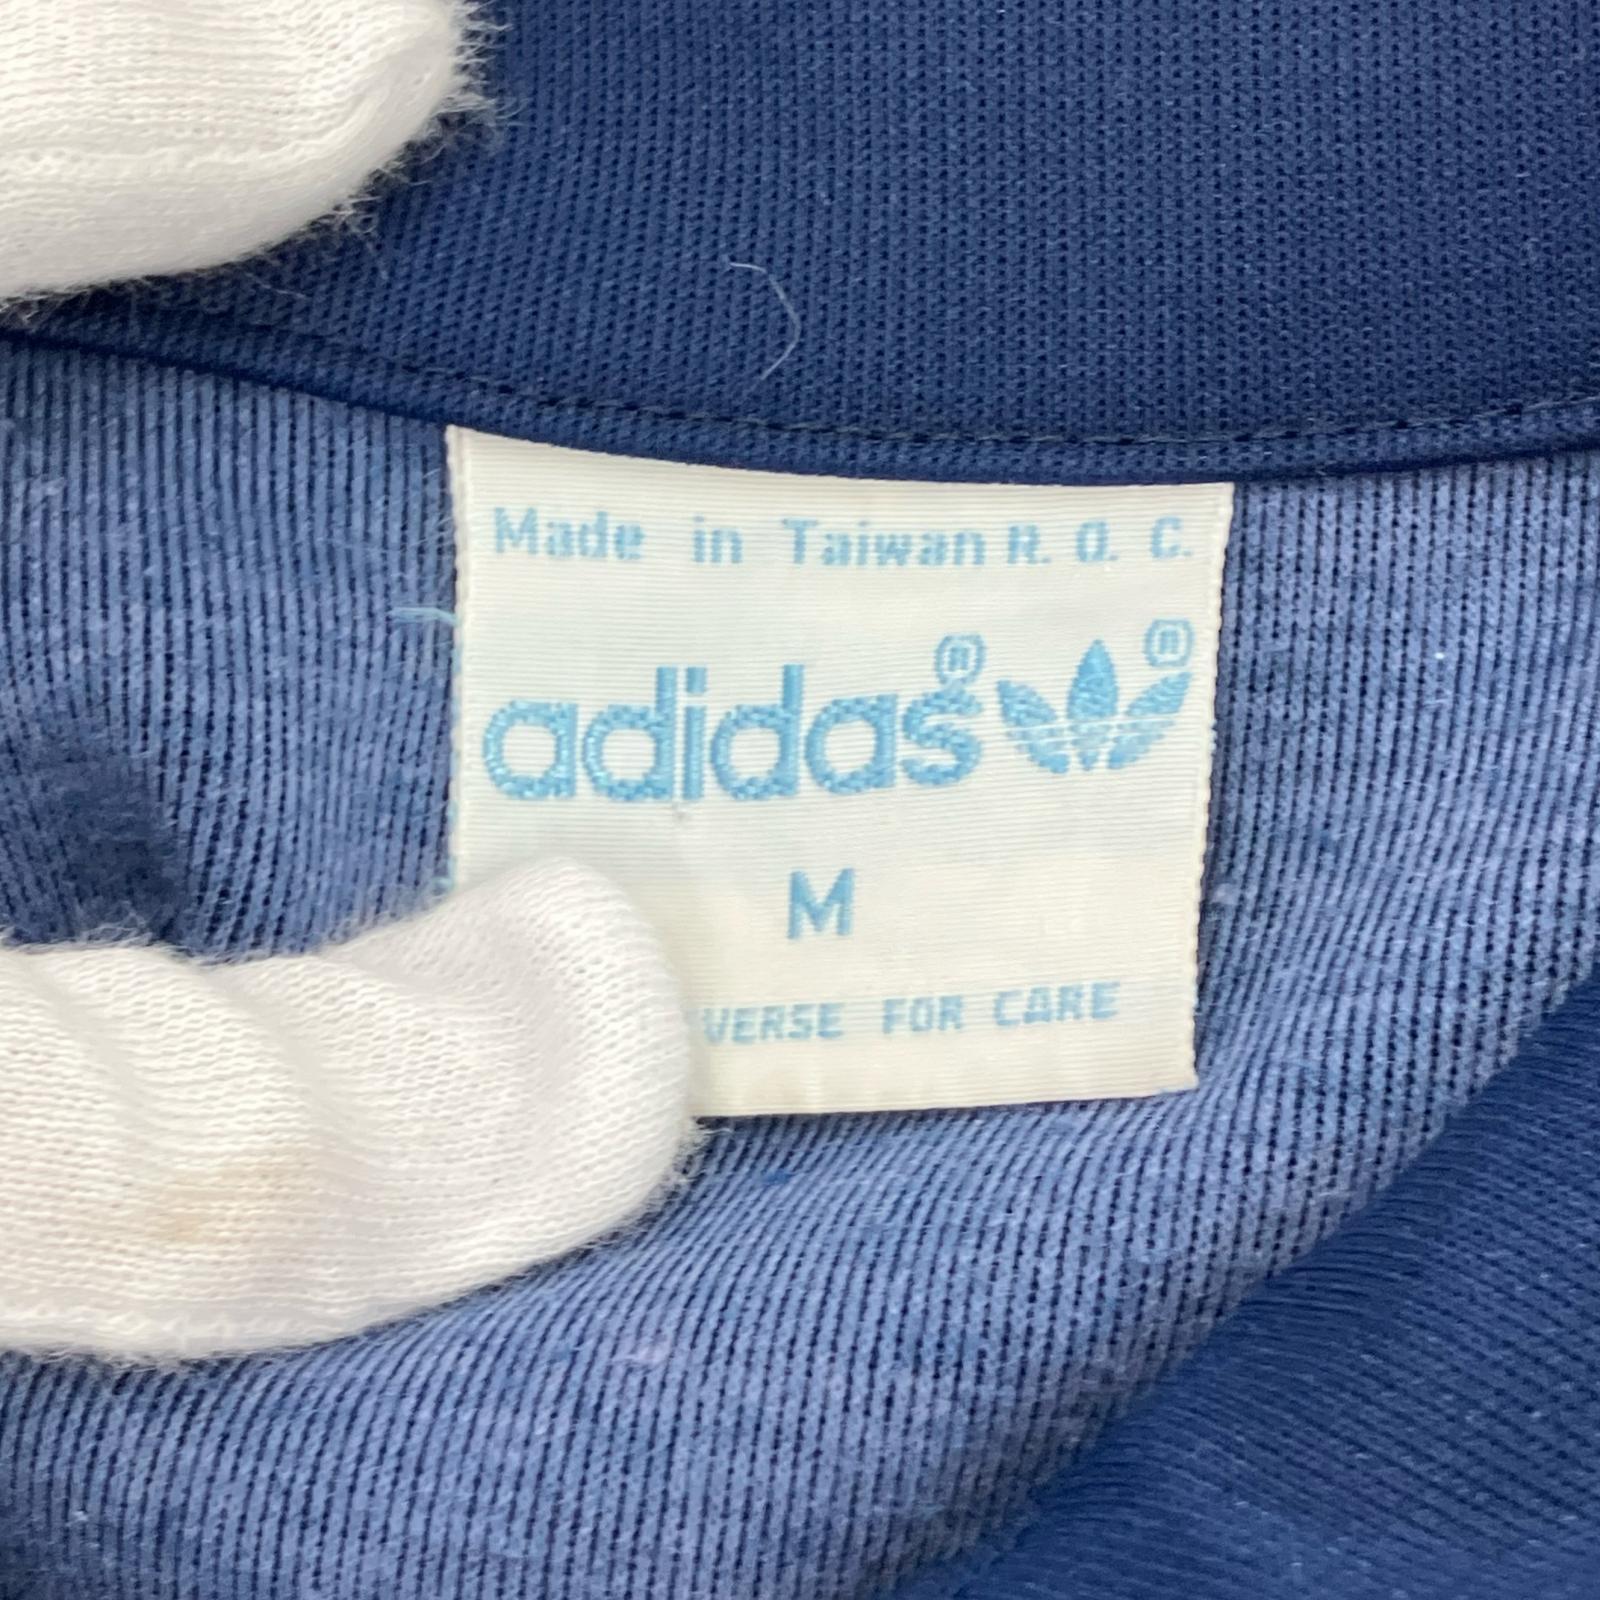 Made in Taiwan R. O. C.
adidas® ®
M
VERSE FOR CARE